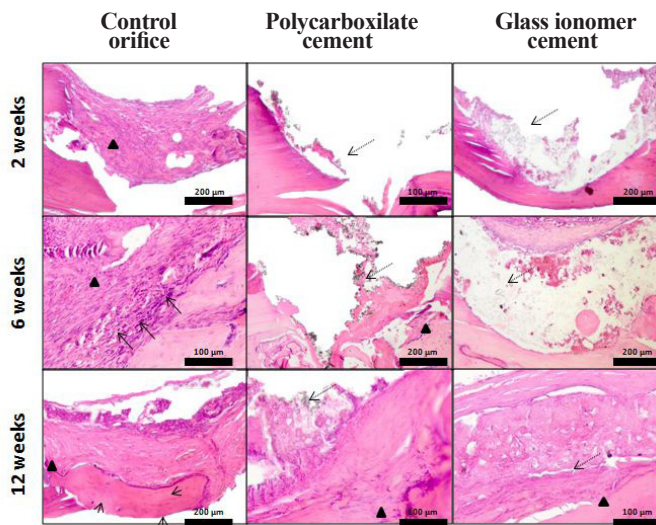 Control
orifice
Polycarboxilate
cement
Glass ionomer
cement
2 weeks
200 µm
100 µm
200 µm
6 weeks
100 µm
200 µm
200 µm
12 weeks
200 µm
100 µm
100 µm